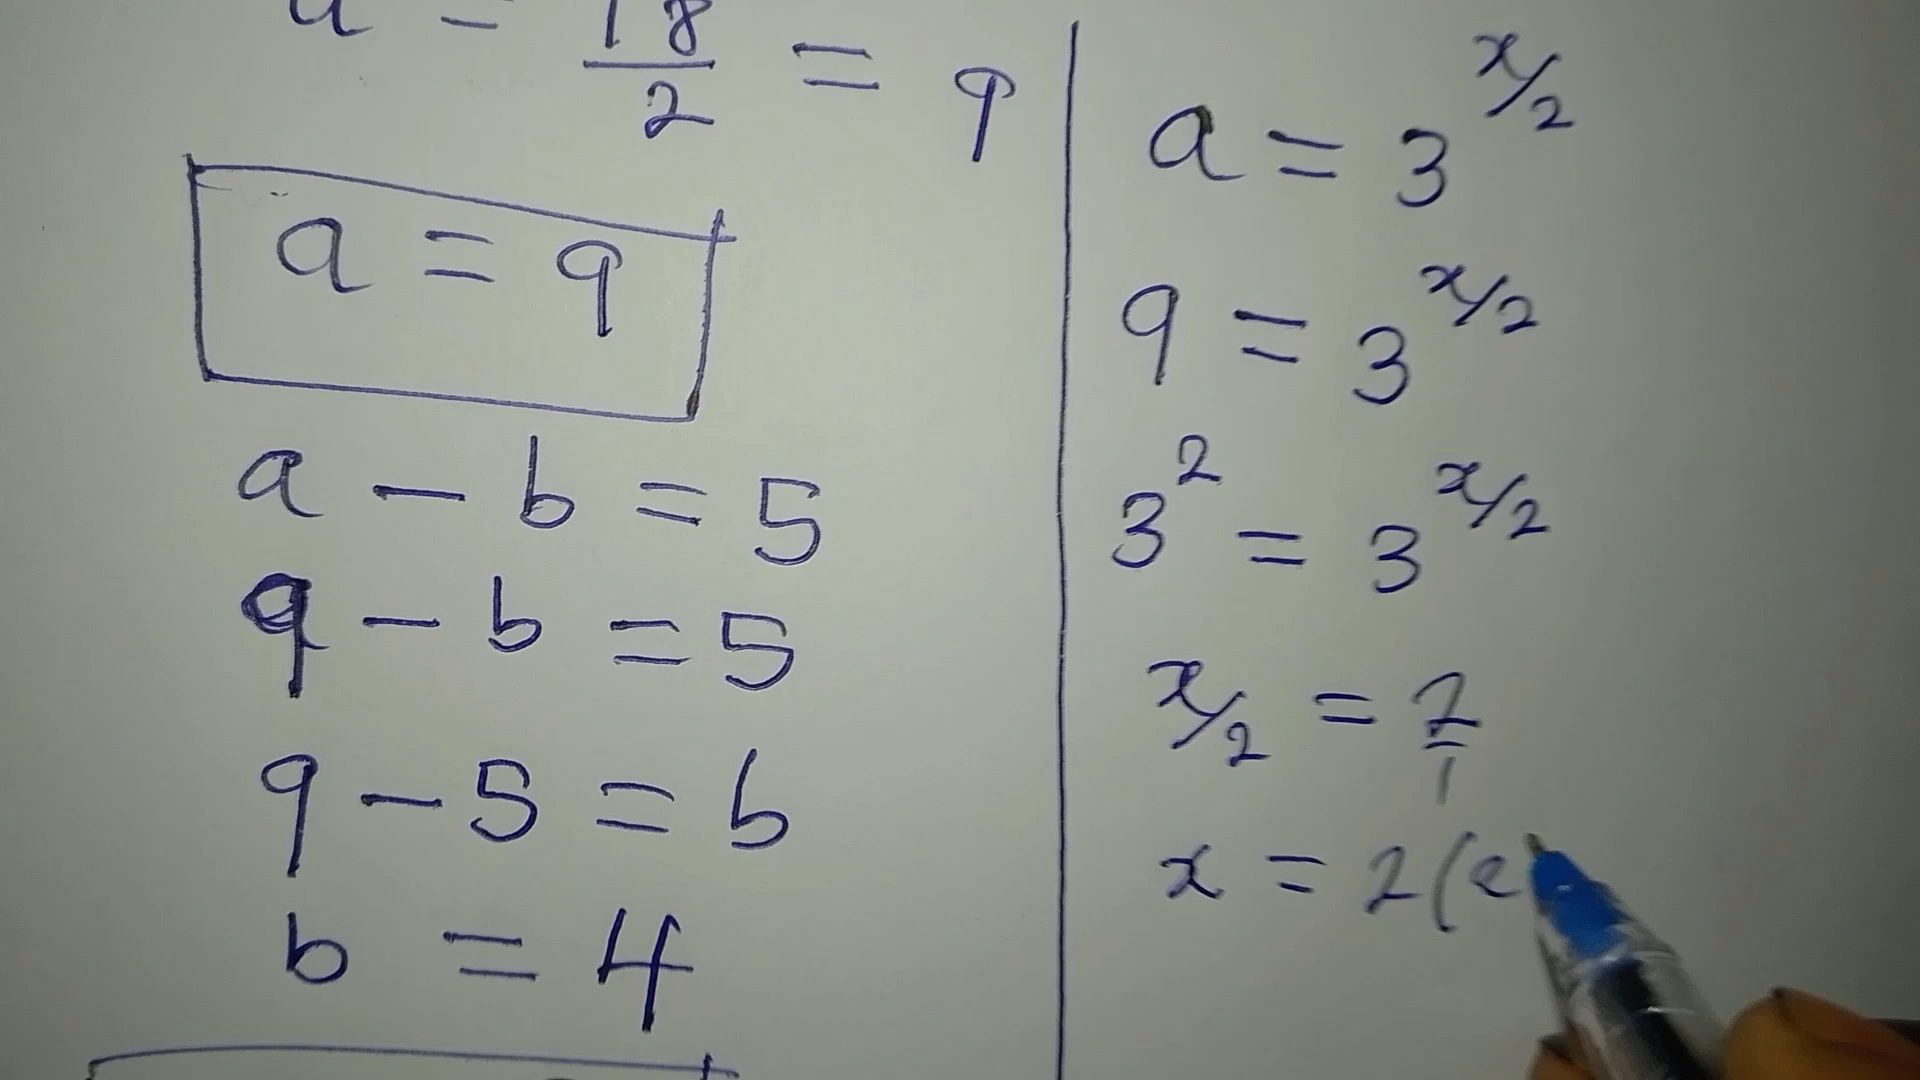 a = 18/2 = 9
a = 9
a - b = 5
9 - b = 5
9 - 5 = b
b = 4
a = 3^(x/2)
9 = 3^(x/2)
3^2 = 3^(x/2)
x/2 = 2/1
x = 2(2